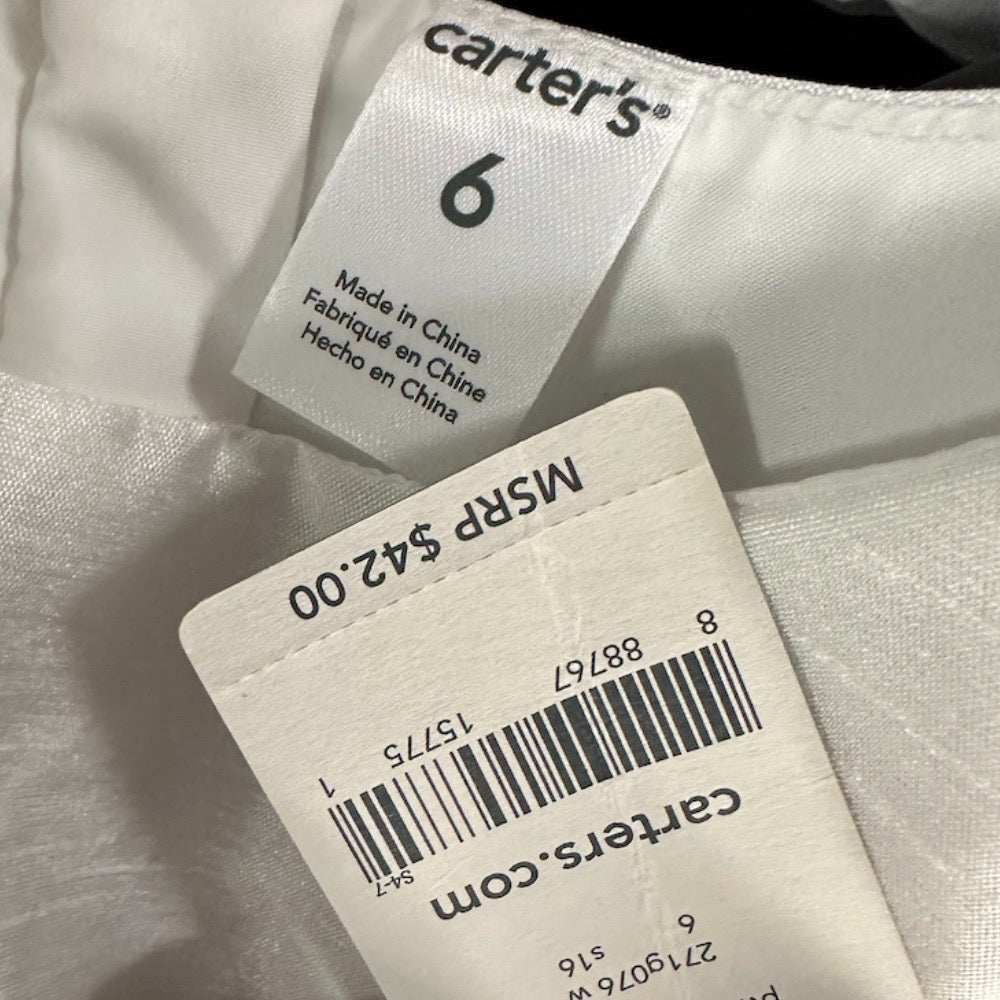 carter's®
6
Made in China
Fabriqué en Chine
Hecho en China
271g076 w
6
s16
carters.com
S4-7
8 88767 15775 1
MSRP $42.00